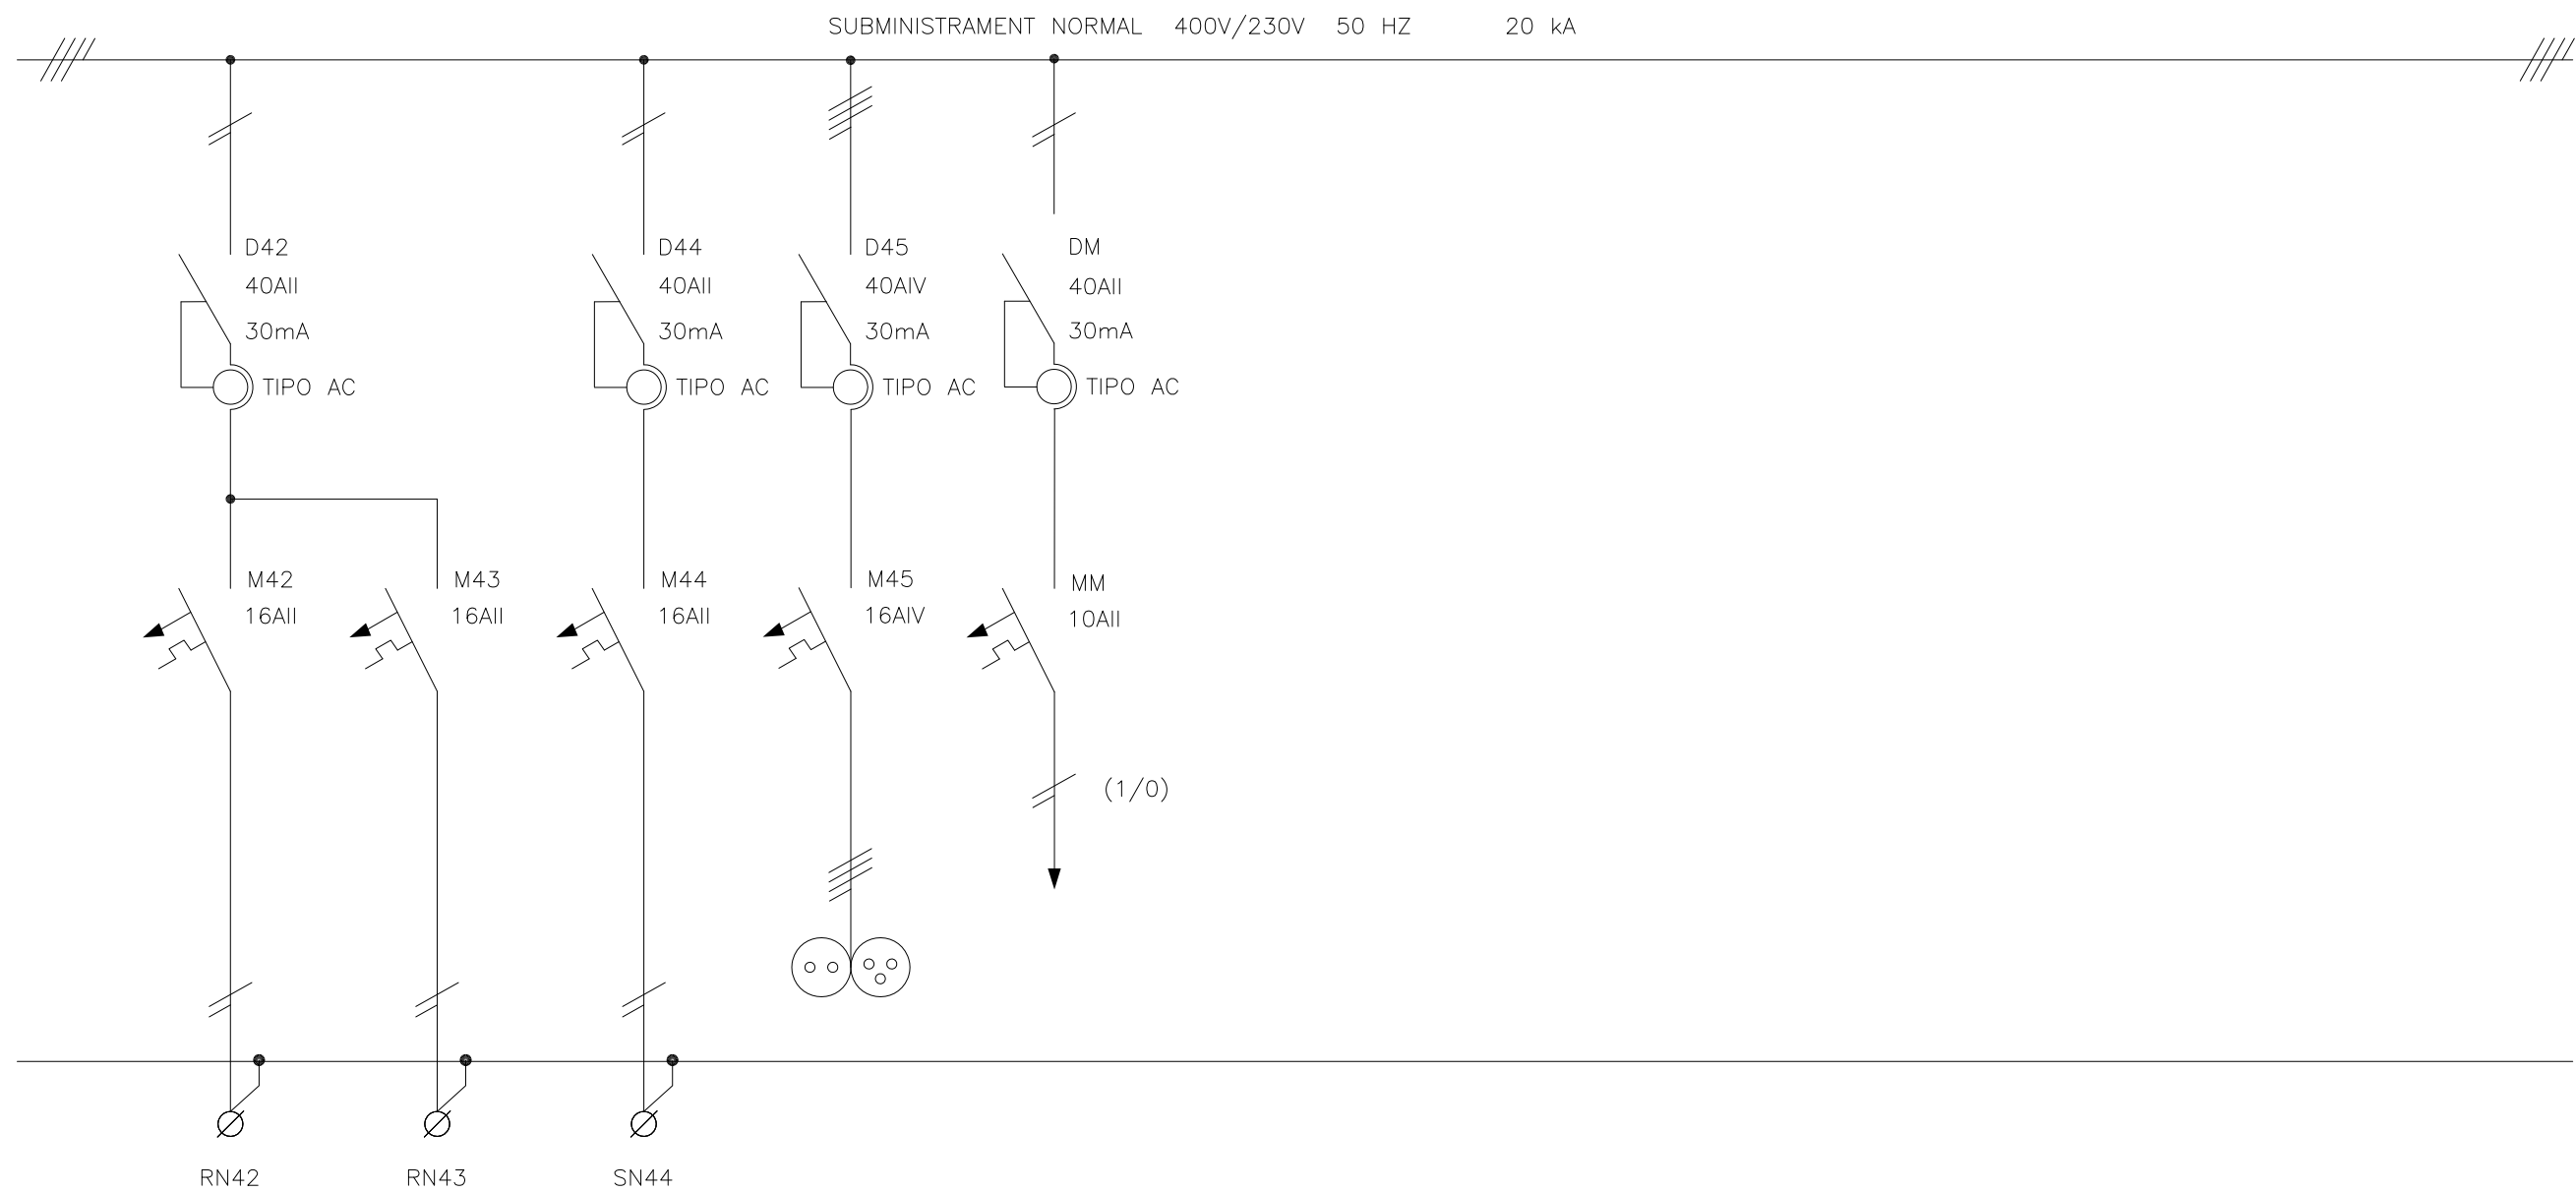 SUBMINISTRAMENT NORMAL 400V/230V 50 HZ 20 kA
D42
40AII
30mA
TIPO AC
D44
40AII
30mA
TIPO AC
D45
40AIV
30mA
TIPO AC
DM
40AII
30mA
TIPO AC
M42
16AII
M43
16AII
M44
16AII
M45
16AIV
MM
10AII
(1/0)
RN42
RN43
SN44